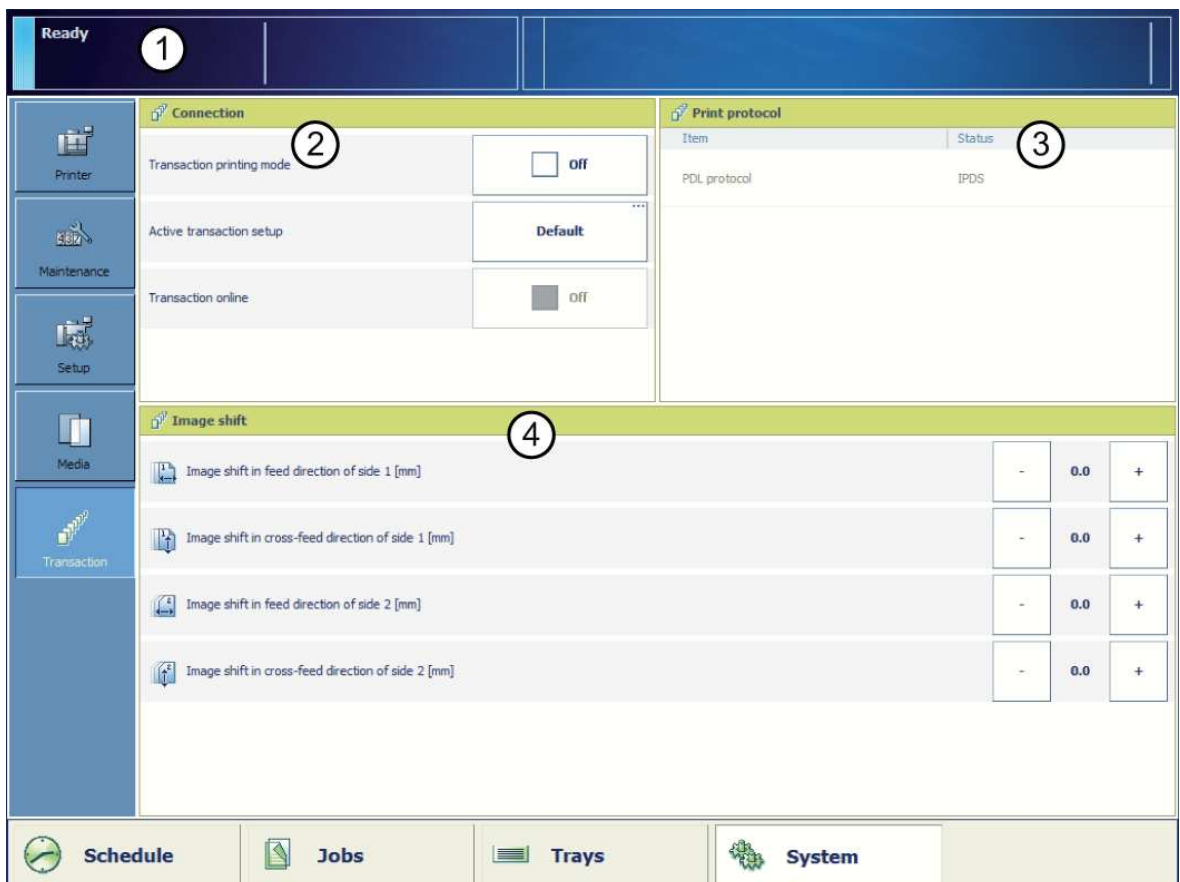 Ready
1
Connection
2
Transaction printing mode
Off
Active transaction setup
...
Default
Transaction online
Off
Print protocol
3
Item Status
PDL protocol IPDS
Printer
Maintenance
Setup
Media
Transaction
Image shift
4
Image shift in feed direction of side 1 [mm] - 0.0 +
Image shift in cross-feed direction of side 1 [mm] - 0.0 +
Image shift in feed direction of side 2 [mm] - 0.0 +
Image shift in cross-feed direction of side 2 [mm] - 0.0 +
Schedule Jobs Trays System